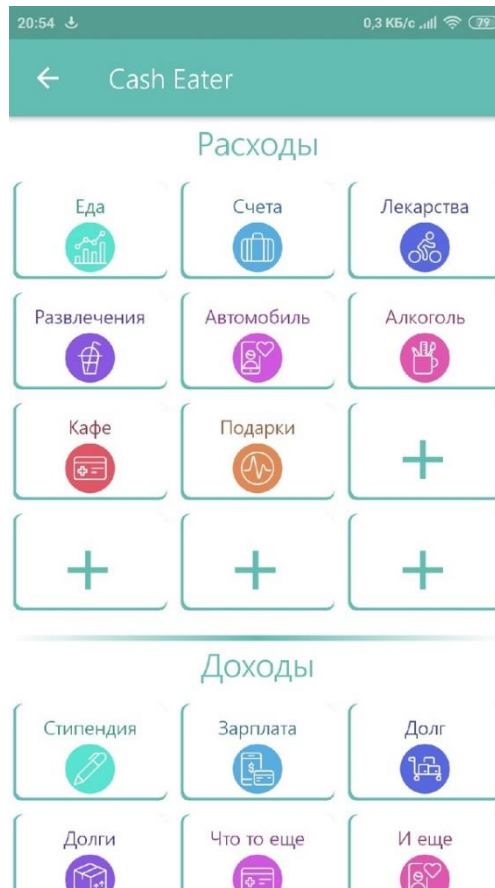 20:54 0,3 КБ/с 79
Cash Eater
Расходы
Еда Счета Лекарства
Развлечения Автомобиль Алкоголь
Кафе Подарки
Доходы
Стипендия Зарплата Долг
Долги Что то еще И еще